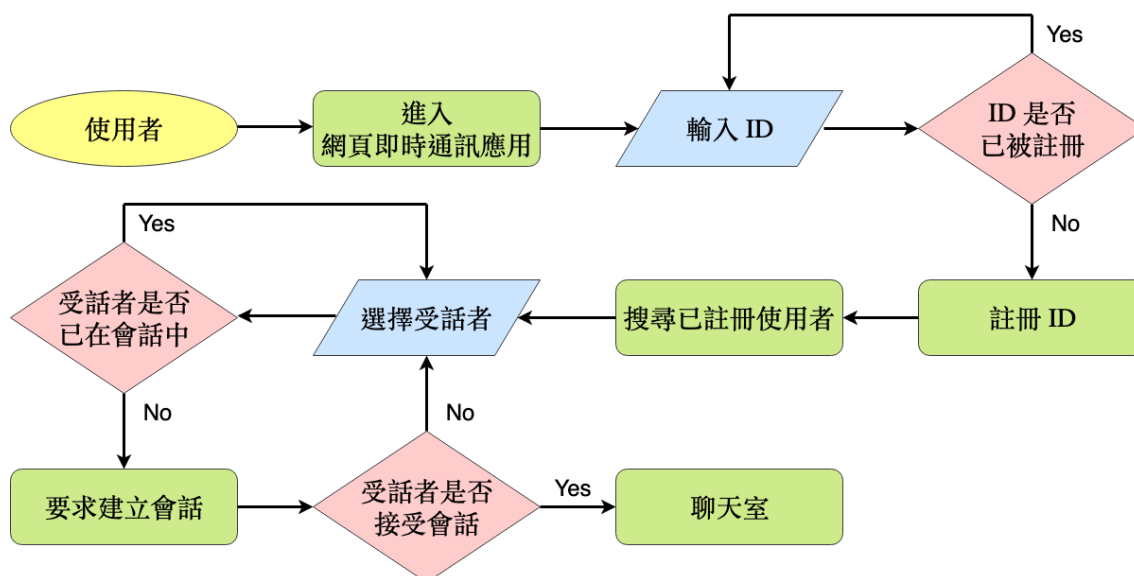 Yes
使用者
進入
網頁即時通訊應用
輸入 ID
ID 是否
已被註冊
No
Yes
受話者是否
已在會話中
選擇受話者
搜尋已註冊使用者
註冊 ID
No
No
要求建立會話
受話者是否
接受會話
Yes
聊天室